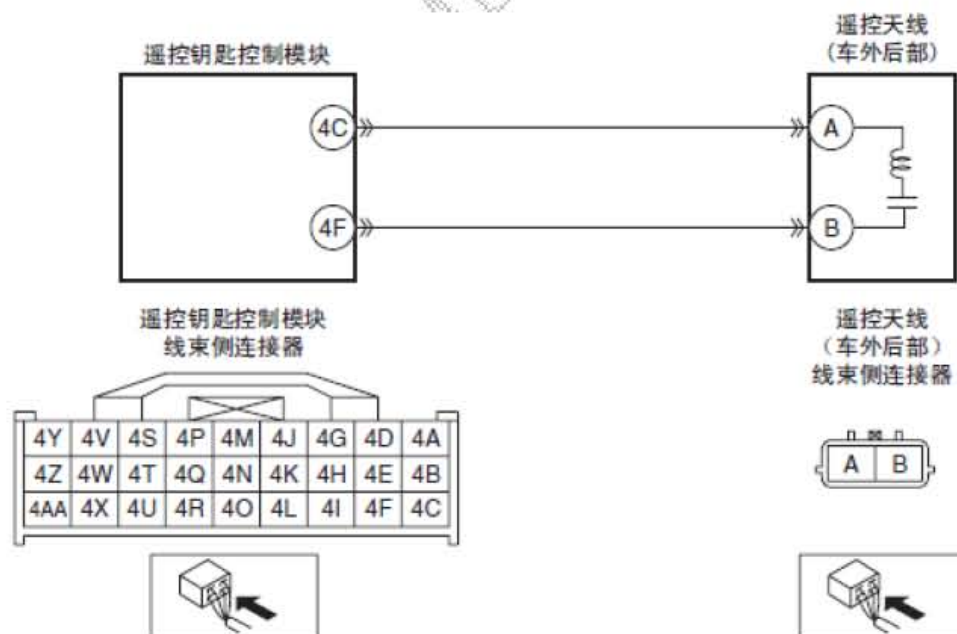 遥控钥匙控制模块
遥控天线
(车外后部)
4C
A
4F
B
遥控钥匙控制模块
线束侧连接器
遥控天线
（车外后部）
线束侧连接器
4Y 4V 4S 4P 4M 4J 4G 4D 4A
4Z 4W 4T 4Q 4N 4K 4H 4E 4B
4AA 4X 4U 4R 4O 4L 4I 4F 4C
A B